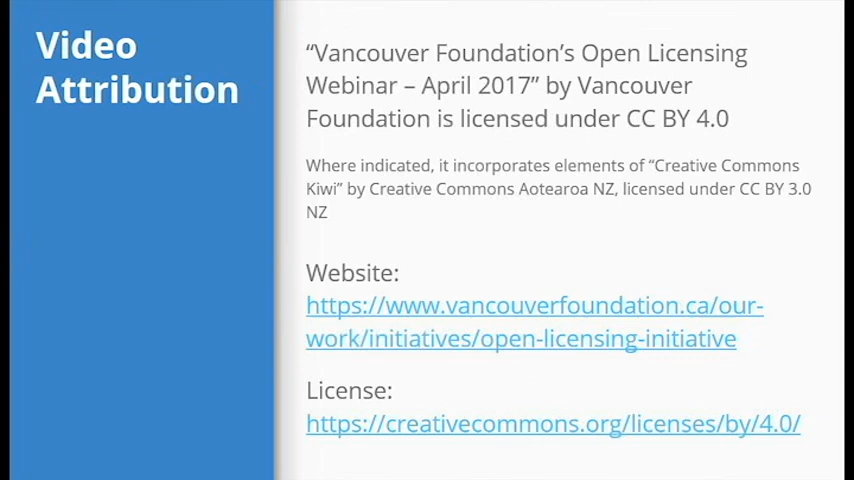 Video
Attribution
“Vancouver Foundation’s Open Licensing
Webinar – April 2017” by Vancouver
Foundation is licensed under CC BY 4.0
Where indicated, it incorporates elements of “Creative Commons
Kiwi” by Creative Commons Aotearoa NZ, licensed under CC BY 3.0
NZ
Website:
https://www.vancouverfoundation.ca/our-
work/initiatives/open-licensing-initiative
License:
https://creativecommons.org/licenses/by/4.0/